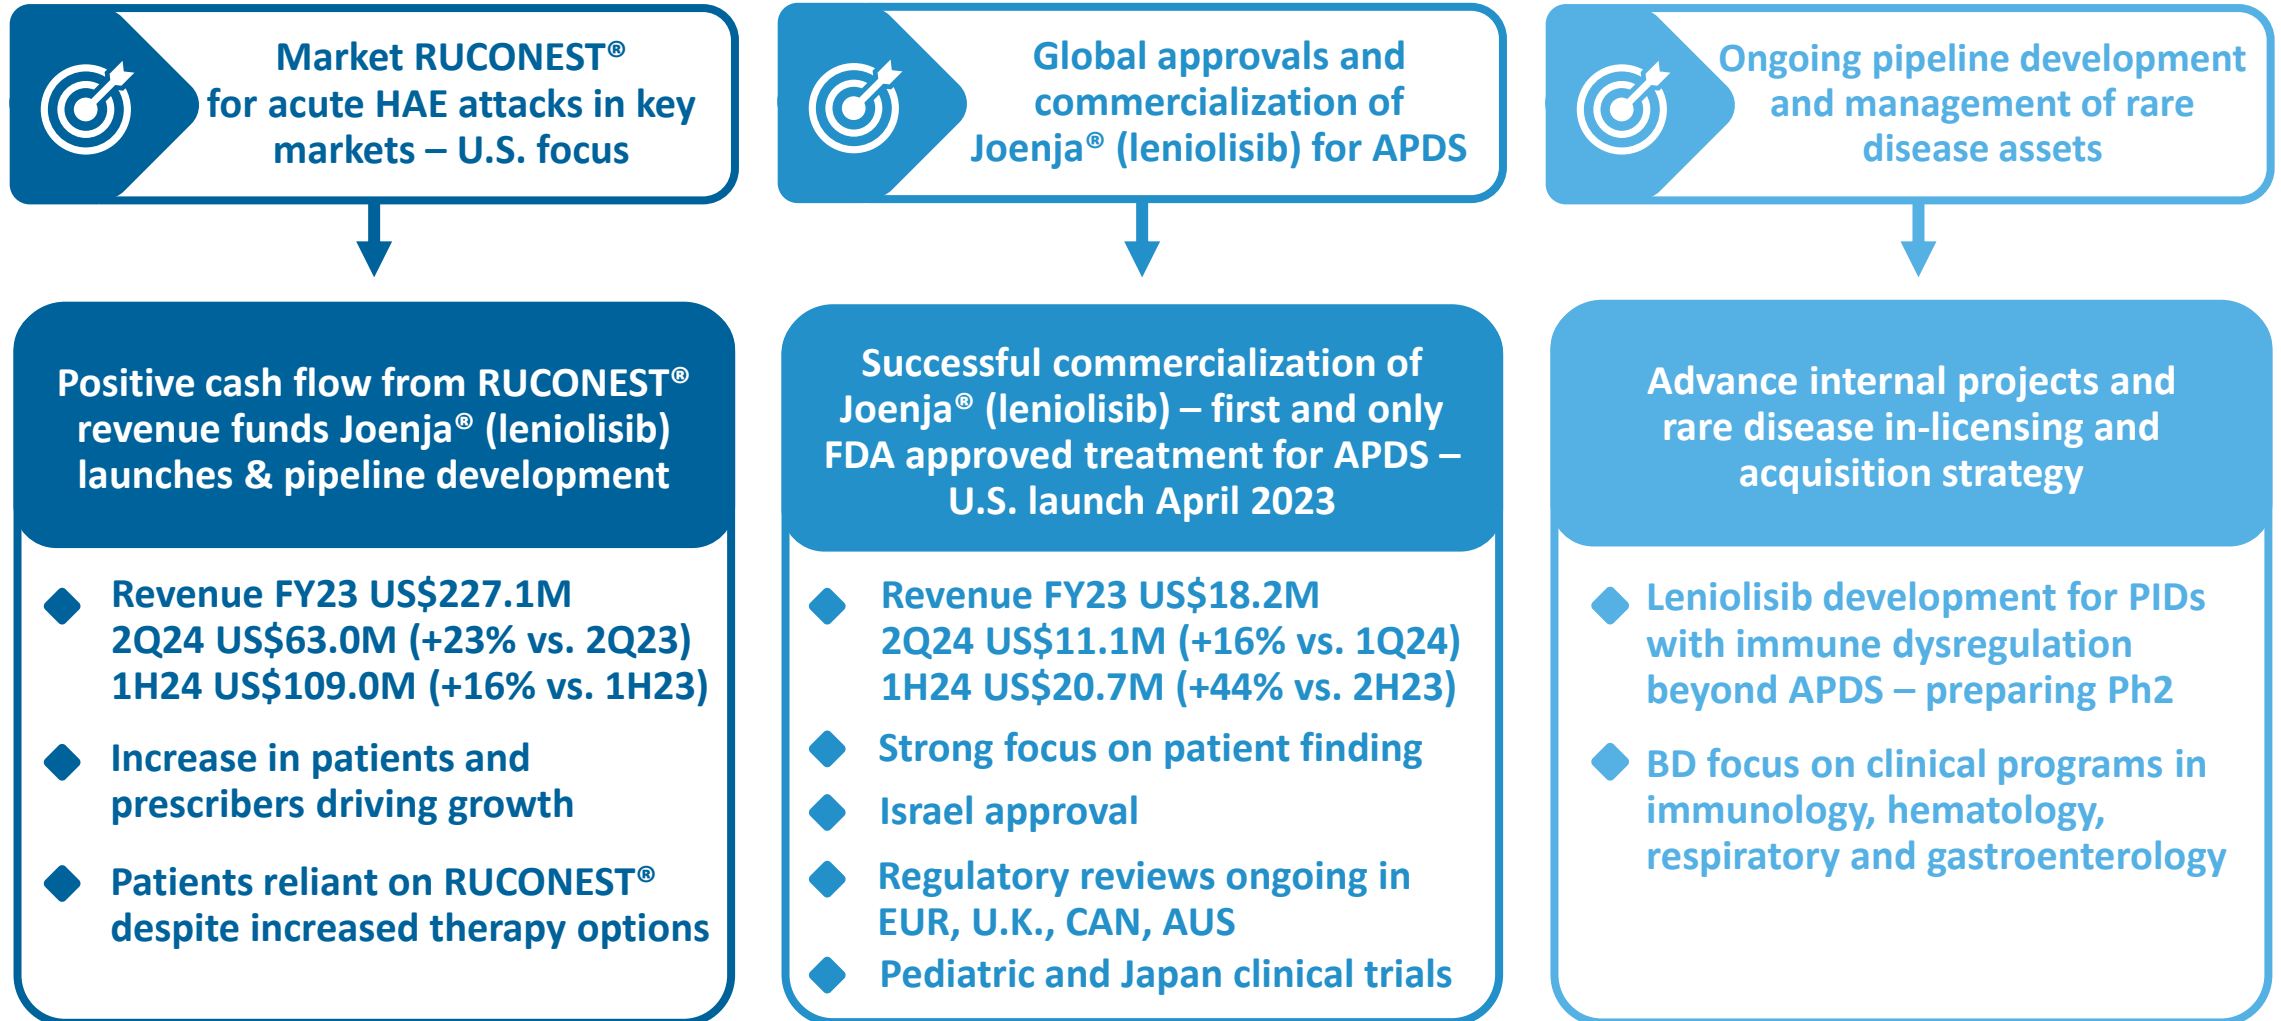 Market RUCONEST®
for acute HAE attacks in key
markets – U.S. focus
Positive cash flow from RUCONEST®
revenue funds Joenja® (leniolisib)
launches & pipeline development
Revenue FY23 US$227.1M
2Q24 US$63.0M (+23% vs. 2Q23)
1H24 US$109.0M (+16% vs. 1H23)
Increase in patients and
prescribers driving growth
Patients reliant on RUCONEST®
despite increased therapy options
Global approvals and
commercialization of
Joenja® (leniolisib) for APDS
Successful commercialization of
Joenja® (leniolisib) – first and only
FDA approved treatment for APDS –
U.S. launch April 2023
Revenue FY23 US$18.2M
2Q24 US$11.1M (+16% vs. 1Q24)
1H24 US$20.7M (+44% vs. 2H23)
Strong focus on patient finding
Israel approval
Regulatory reviews ongoing in
EUR, U.K., CAN, AUS
Pediatric and Japan clinical trials
Ongoing pipeline development
and management of rare
disease assets
Advance internal projects and
rare disease in-licensing and
acquisition strategy
Leniolisib development for PIDs
with immune dysregulation
beyond APDS – preparing Ph2
BD focus on clinical programs in
immunology, hematology,
respiratory and gastroenterology